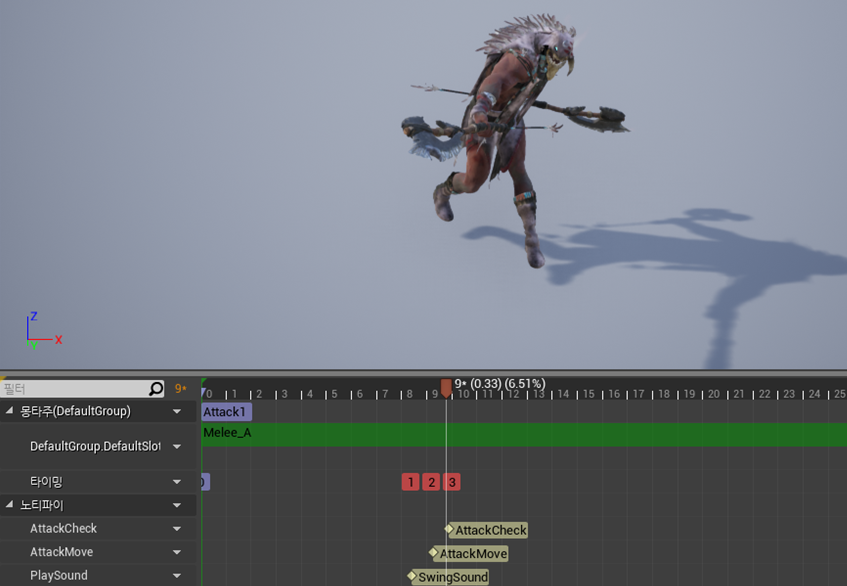 Z
X
Y
필터
9*
9* (0.33) (6.51%)
0 1 2 3 4 5 6 7 8 9 10 11 12 13 14 15 16 17 18 19 20 21 22 23 24 25
몽타주(DefaultGroup)
Attack1
DefaultGroup.DefaultSlot
Melee_A
타이밍
1 2 3
노티파이
AttackCheck
AttackCheck
AttackMove
AttackMove
PlaySound
SwingSound